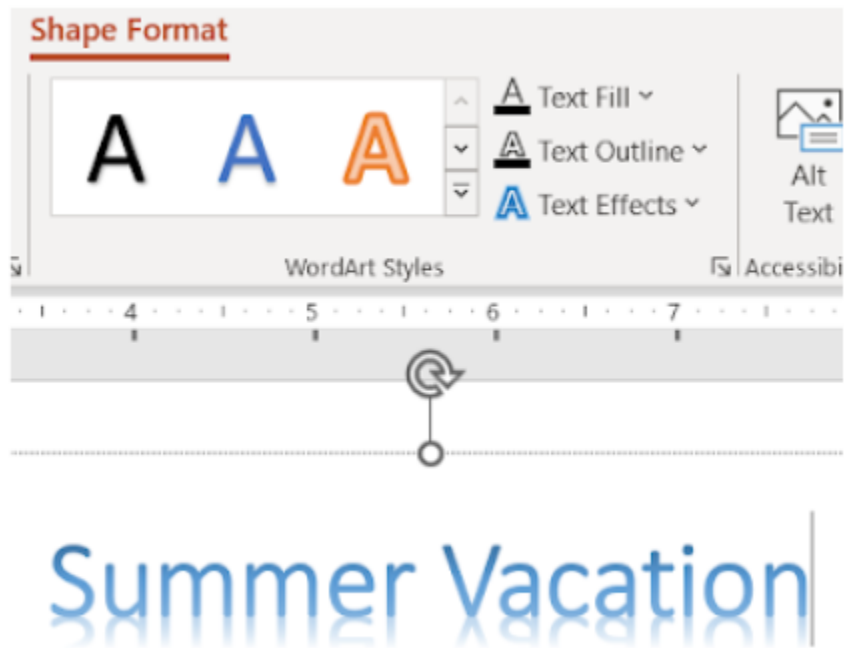 Shape Format
A A A
A Text Fill
A Text Outline
A Text Effects
Alt
Text
WordArt Styles
Accessibi
4 5 6 7
Summer Vacation